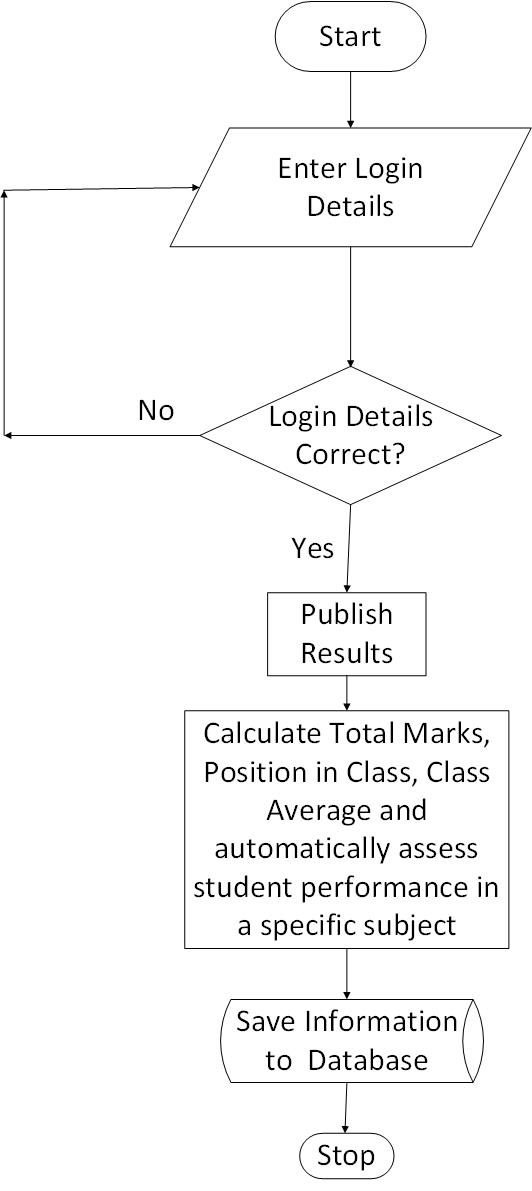 Start
Enter Login
Details
Login Details
Correct?
No
Yes
Publish
Results
Calculate Total Marks,
Position in Class, Class
Average and
automatically assess
student performance in
a specific subject
Save Information
to Database
Stop